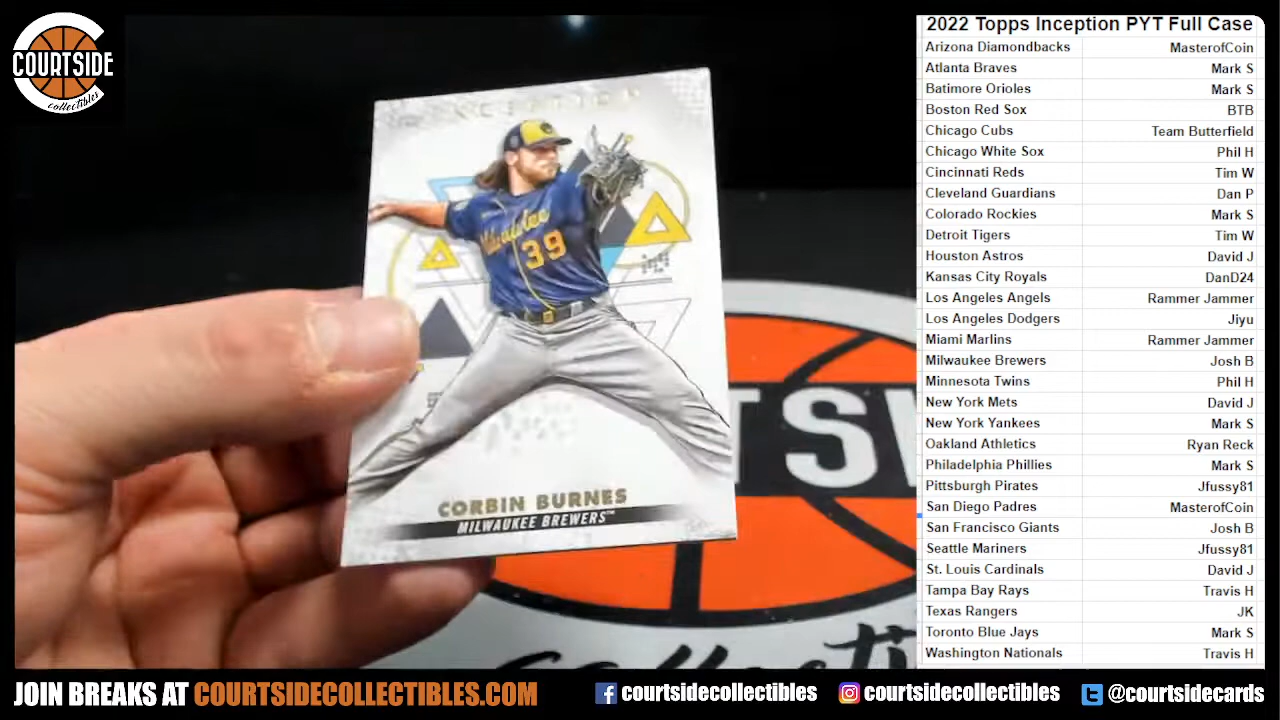 COURTSIDE
collectibles
INCEPTION
Milwaukee
39
CORBIN BURNES
MILWAUKEE BREWERS™
TSW
2022 Topps Inception PYT Full Case
Arizona Diamondbacks MasterofCoin
Atlanta Braves Mark S
Batimore Orioles Mark S
Boston Red Sox BTB
Chicago Cubs Team Butterfield
Chicago White Sox Phil H
Cincinnati Reds Tim W
Cleveland Guardians Dan P
Colorado Rockies Mark S
Detroit Tigers Tim W
Houston Astros David J
Kansas City Royals DanD24
Los Angeles Angels Rammer Jammer
Los Angeles Dodgers Jiyu
Miami Marlins Rammer Jammer
Milwaukee Brewers Josh B
Minnesota Twins Phil H
New York Mets David J
New York Yankees Mark S
Oakland Athletics Ryan Reck
Philadelphia Phillies Mark S
Pittsburgh Pirates Jfussy81
San Diego Padres MasterofCoin
San Francisco Giants Josh B
Seattle Mariners Jfussy81
St. Louis Cardinals David J
Tampa Bay Rays Travis H
Texas Rangers JK
Toronto Blue Jays Mark S
Washington Nationals Travis H
JOIN BREAKS AT COURTSIDECOLLECTIBLES.COM
courtsidecollectibles
courtsidecollectibles
@courtsidecards